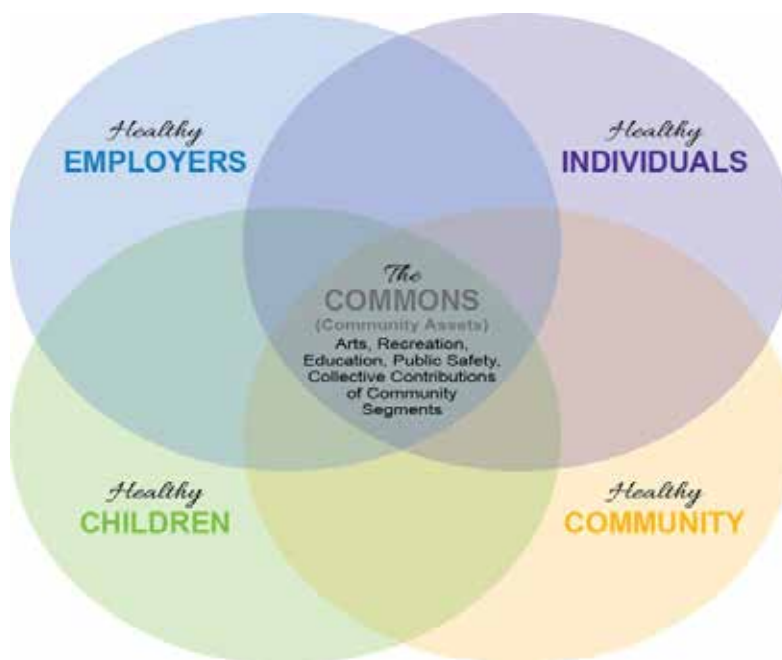 Healthy
EMPLOYERS
Healthy
INDIVIDUALS
The
COMMONS
(Community Assets)
Arts, Recreation,
Education, Public Safety,
Collective Contributions
of Community
Segments
Healthy
CHILDREN
Healthy
COMMUNITY